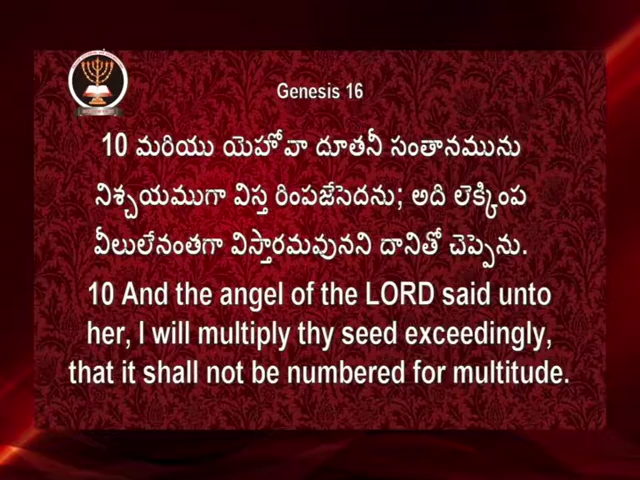 Genesis 16
10 మరియు యెహోవా దూతనీ సంతానమును
నిశ్చయముగా విస్త రింపజేసెదను; అది లెక్కింప
వీలులేనంతగా విస్తారమవునని దానితో చెప్పెను.
10 And the angel of the LORD said unto
her, I will multiply thy seed exceedingly,
that it shall not be numbered for multitude.